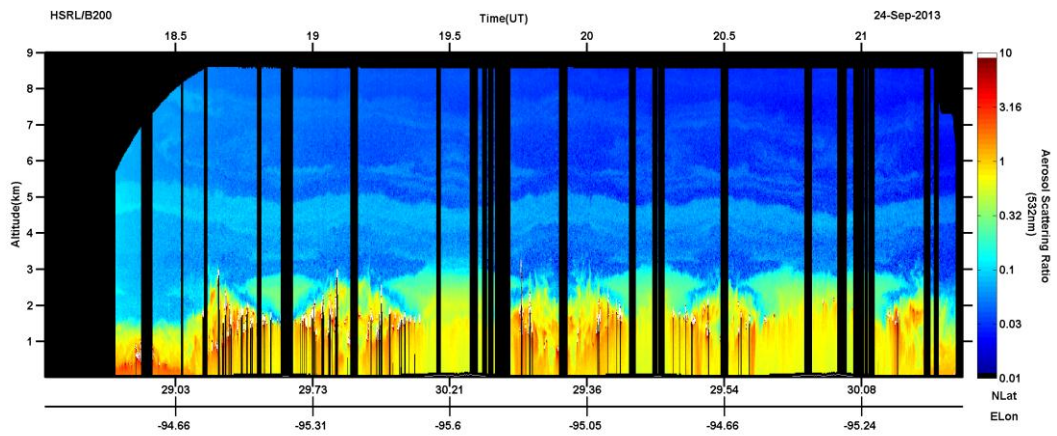 HSRL/B200 Time(UT) 24-Sep-2013
18.5 19 19.5 20 20.5 21
9
8
7
6
5
4
3
2
1
Altitude(km)
10
3.16
1
0.32
0.1
0.03
0.01
Aerosol Scattering Ratio
(532nm)
29.03 29.73 30.21 29.36 29.54 30.08 NLat
-94.66 -95.31 -95.6 -95.05 -94.66 -95.24 ELon